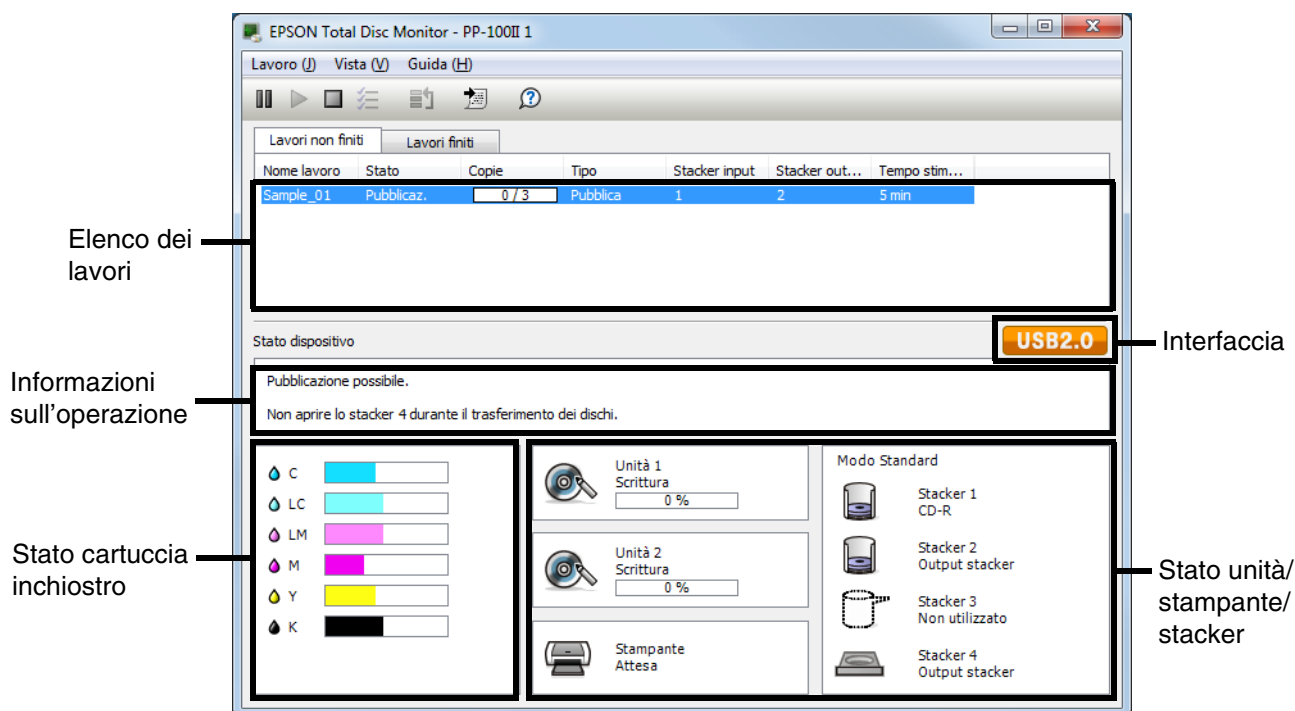 EPSON Total Disc Monitor - PP-100II 1
Lavoro (J) Vista (V) Guida (H)
Lavori non finiti Lavori finiti
Nome lavoro Stato Copie Tipo Stacker input Stacker out... Tempo stim...
Sample_01 Pubblicaz. 0 / 3 Pubblica 1 2 5 min
Elenco dei
lavori
Stato dispositivo
USB2.0
Interfaccia
Informazioni
sull'operazione
Pubblicazione possibile.
Non aprire lo stacker 4 durante il trasferimento dei dischi.
Stato cartuccia
inchiostro
C
LC
LM
M
Y
K
Unità 1
Scrittura
0 %
Unità 2
Scrittura
0 %
Stampante
Attesa
Modo Standard
Stacker 1
CD-R
Stacker 2
Output stacker
Stacker 3
Non utilizzato
Stacker 4
Output stacker
Stato unità/
stampante/
stacker